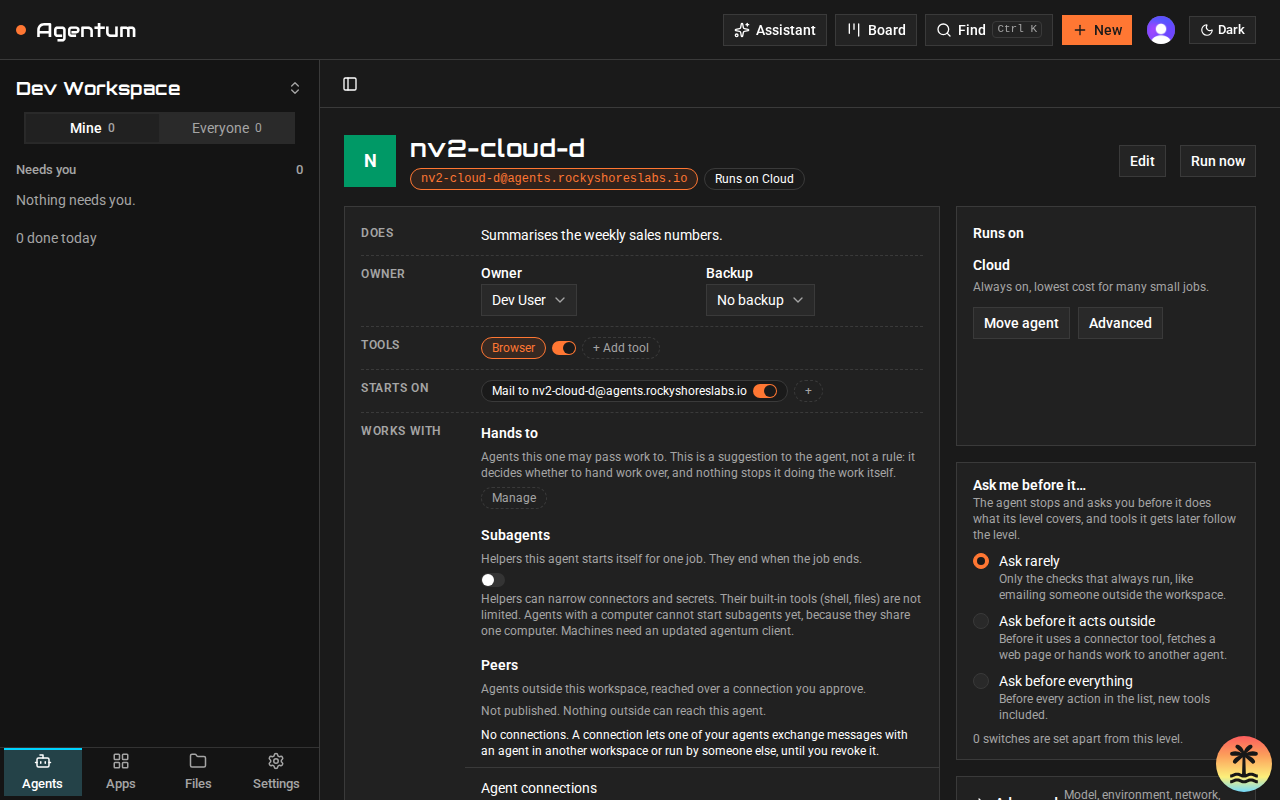 Agentum
Assistant
Board
Find Ctrl K
New
Dark
Dev Workspace
Mine 0
Everyone 0
Needs you 0
Nothing needs you.
0 done today
Agents
Apps
Files
Settings
N
nv2-cloud-d
nv2-cloud-d@agents.rockyshoreslabs.io
Runs on Cloud
Edit
Run now
DOES
Summarises the weekly sales numbers.
OWNER
Owner
Dev User
Backup
No backup
TOOLS
Browser
+ Add tool
STARTS ON
Mail to nv2-cloud-d@agents.rockyshoreslabs.io
+
WORKS WITH
Hands to
Agents this one may pass work to. This is a suggestion to the agent, not a rule: it
decides whether to hand work over, and nothing stops it doing the work itself.
Manage
Subagents
Helpers this agent starts itself for one job. They end when the job ends.
Helpers can narrow connectors and secrets. Their built-in tools (shell, files) are not
limited. Agents with a computer cannot start subagents yet, because they share
one computer. Machines need an updated agentum client.
Peers
Agents outside this workspace, reached over a connection you approve.
Not published. Nothing outside can reach this agent.
No connections. A connection lets one of your agents exchange messages with
an agent in another workspace or run by someone else, until you revoke it.
Agent connections
Runs on
Cloud
Always on, lowest cost for many small jobs.
Move agent
Advanced
Ask me before it...
The agent stops and asks you before it does
what its level covers, and tools it gets later follow
the level.
Ask rarely
Only the checks that always run, like
emailing someone outside the workspace.
Ask before it acts outside
Before it uses a connector tool, fetches a
web page or hands work to another agent.
Ask before everything
Before every action in the list, new tools
included.
0 switches are set apart from this level.
Model, environment, network,